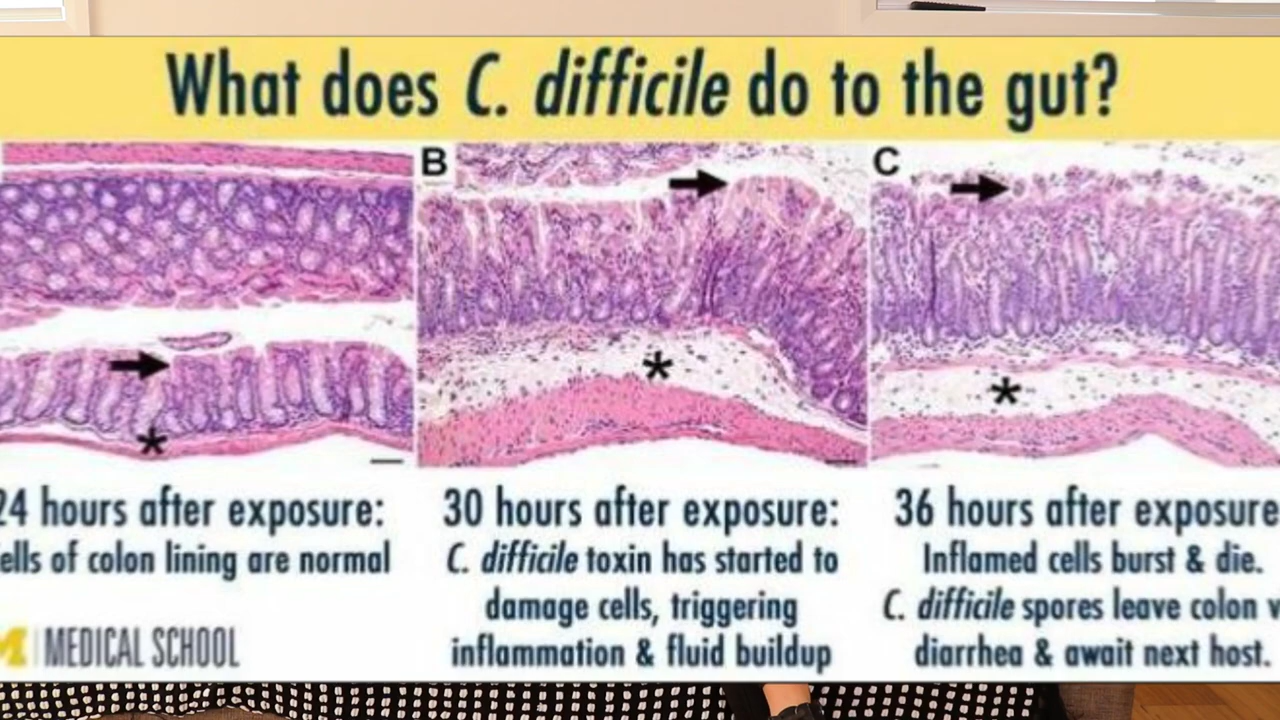 What does C. difficile do to the gut?
B
C
*
*
*
24 hours after exposure:
ells of colon lining are normal
30 hours after exposure:
C. difficile toxin has started to
damage cells, triggering
inflammation & fluid buildup
36 hours after exposure
Inflamed cells burst & die.
C. difficile spores leave colon v
diarrhea & await next host.
M | MEDICAL SCHOOL